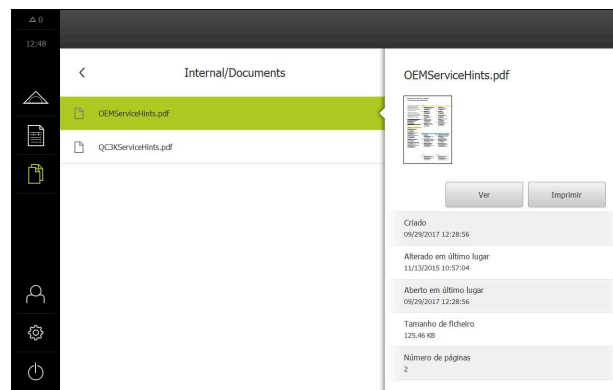 △ 0
12:48
Internal/Documents
OEMServiceHints.pdf
QC3KServiceHints.pdf
OEMServiceHints.pdf
Ver
Imprimir
Criado
09/29/2017 12:28:56
Alterado em último lugar
11/13/2015 10:57:04
Aberto em último lugar
09/29/2017 12:28:56
Tamanho de ficheiro
125.46 KB
Número de páginas
2